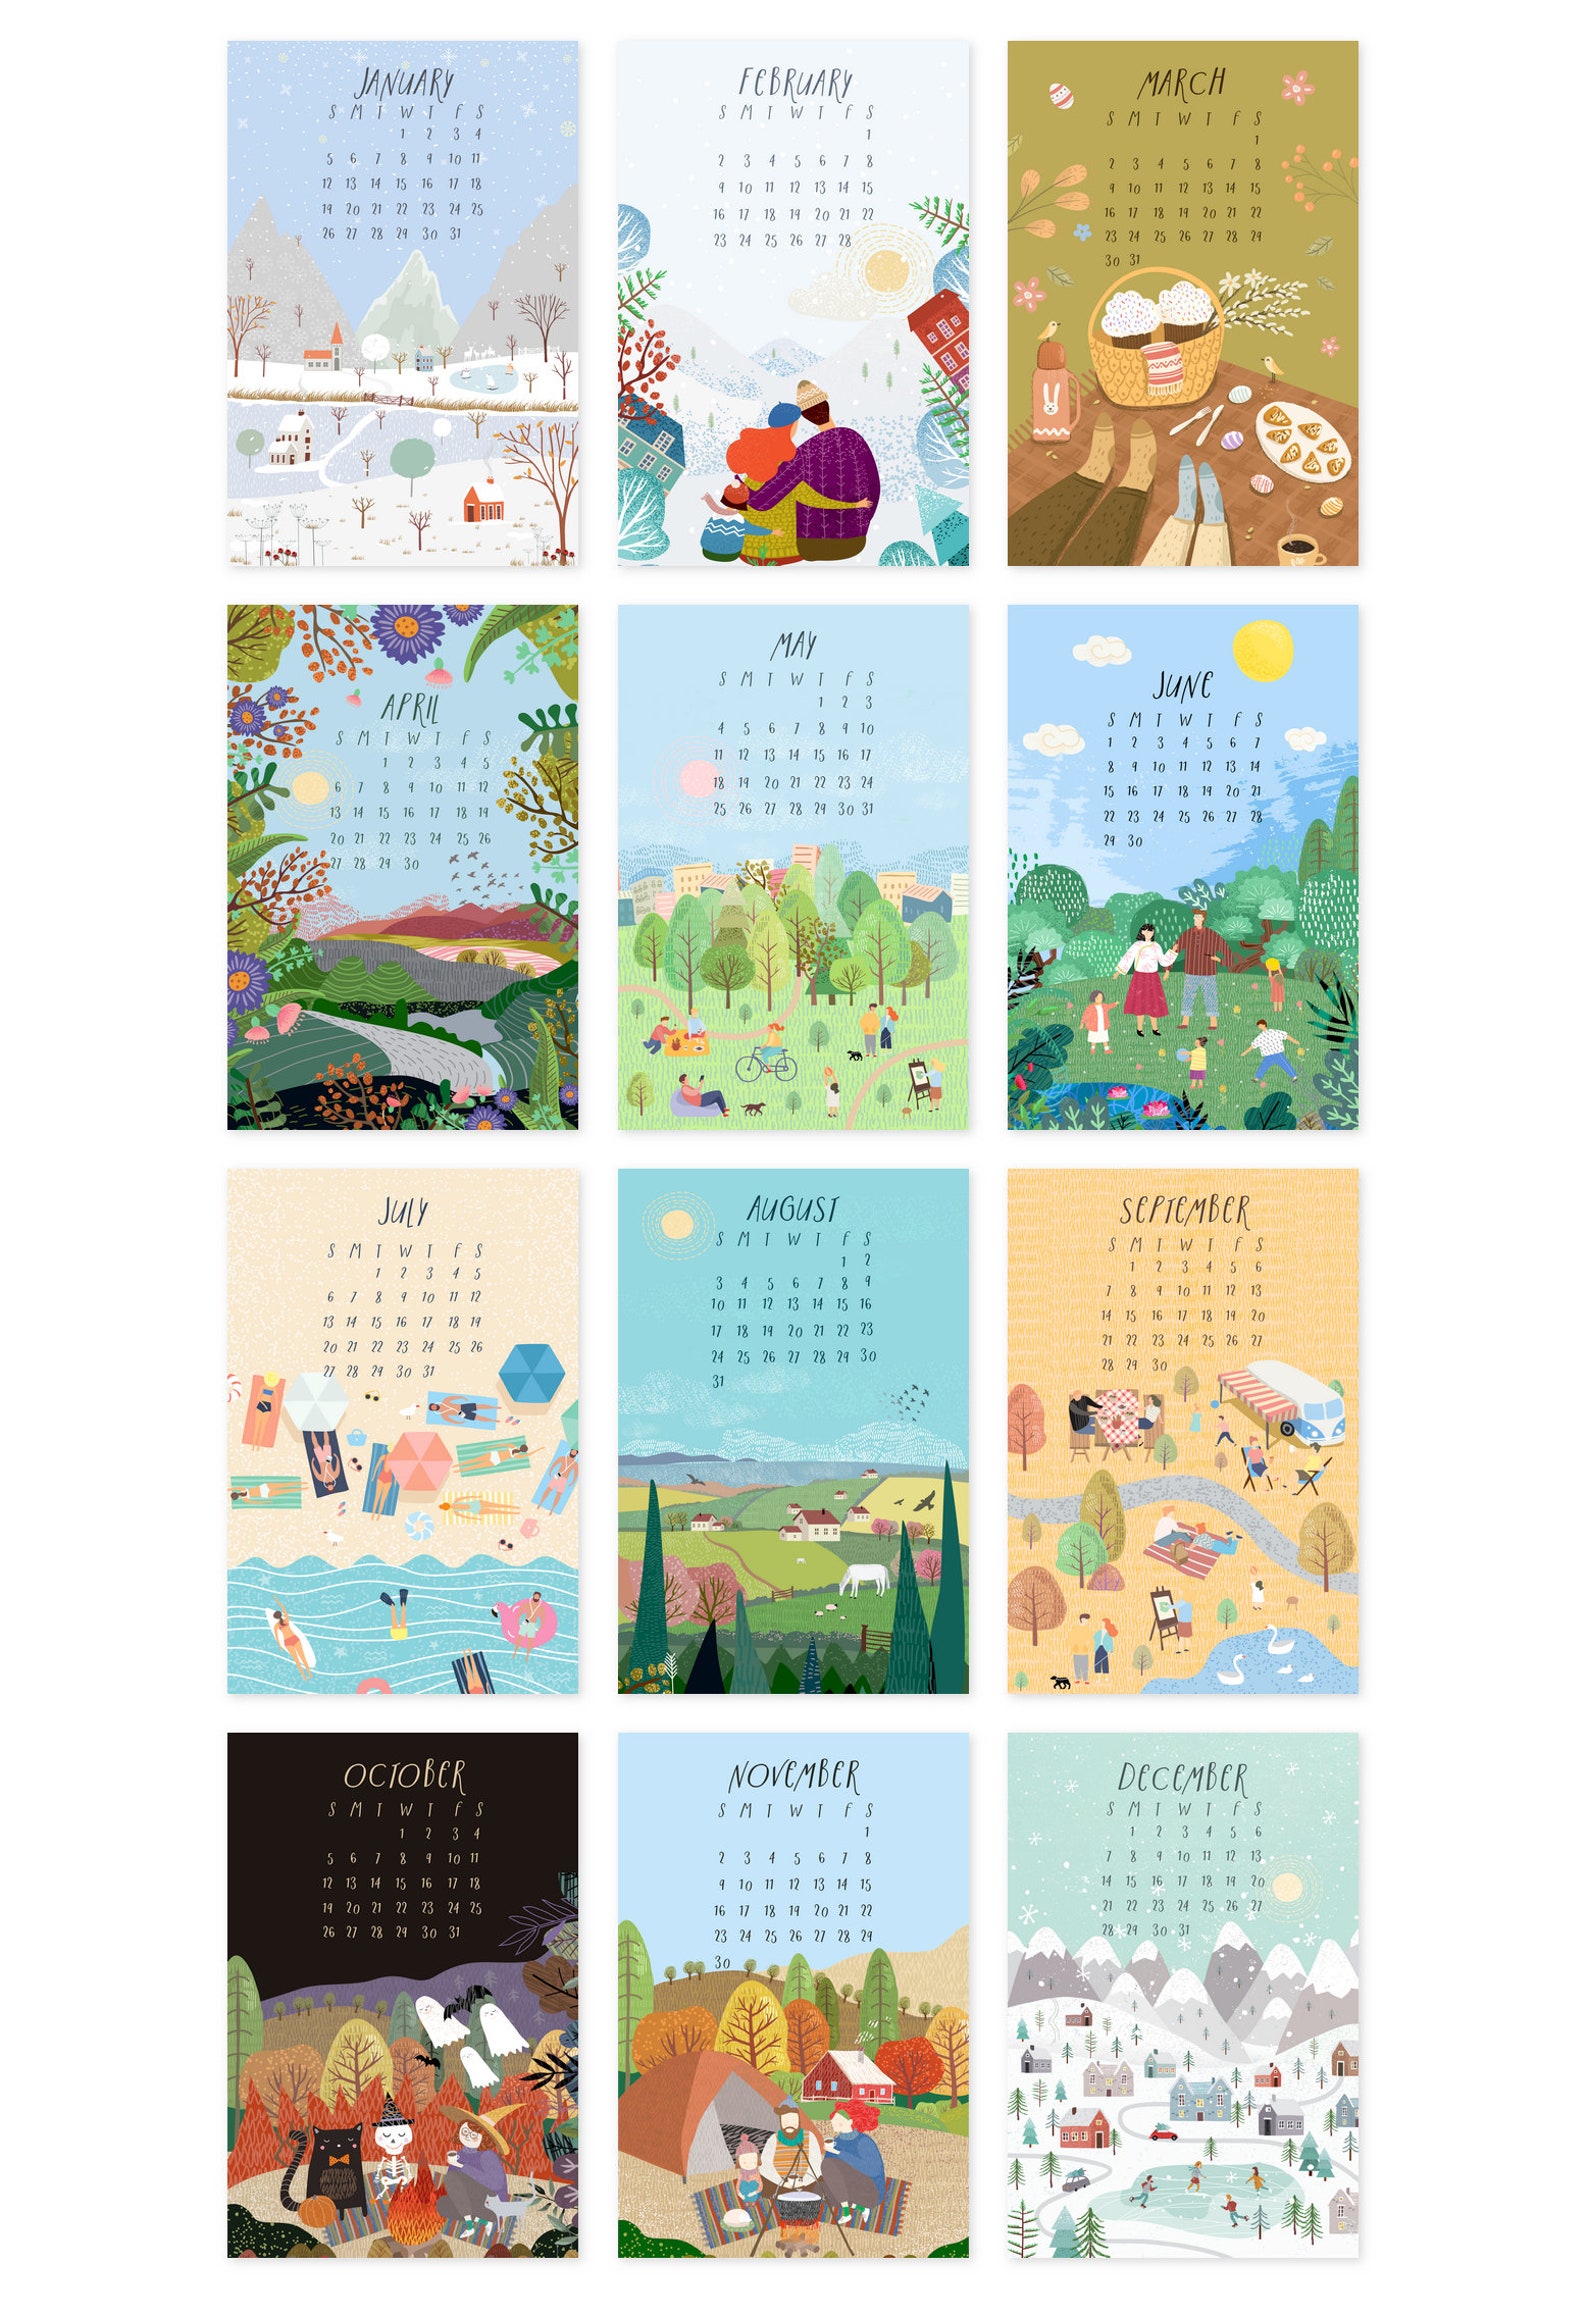 JANUARY
S M T W T F S
1 2 3 4
5 6 7 8 9 10 11
12 13 14 15 16 17 18
19 20 21 22 23 24 25
26 27 28 29 30 31
FEBRUARY
S M T W T F S
1
2 3 4 5 6 7 8
9 10 11 12 13 14 15
16 17 18 19 20 21 22
23 24 25 26 27 28
MARCH
S M T W T F S
1
2 3 4 5 6 7 8
9 10 11 12 13 14 15
16 17 18 19 20 21 22
23 24 25 26 27 28 29
30 31
APRIL
S M T W T F S
1 2 3 4 5
6 7 8 9 10 11 12
13 14 15 16 17 18 19
20 21 22 23 24 25 26
27 28 29 30
MAY
S M T W T F S
1 2 3
4 5 6 7 8 9 10
11 12 13 14 15 16 17
18 19 20 21 22 23 24
25 26 27 28 29 30 31
JUNE
S M T W T F S
1 2 3 4 5 6 7
8 9 10 11 12 13 14
15 16 17 18 19 20 21
22 23 24 25 26 27 28
29 30
JULY
S M T W T F S
1 2 3 4 5
6 7 8 9 10 11 12
13 14 15 16 17 18 19
20 21 22 23 24 25 26
27 28 29 30 31
AUGUST
S M T W T F S
1 2
3 4 5 6 7 8 9
10 11 12 13 14 15 16
17 18 19 20 21 22 23
24 25 26 27 28 29 30
31
SEPTEMBER
S M T W T F S
1 2 3 4 5 6
7 8 9 10 11 12 13
14 15 16 17 18 19 20
21 22 23 24 25 26 27
28 29 30
OCTOBER
S M T W T F S
1 2 3 4
5 6 7 8 9 10 11
12 13 14 15 16 17 18
19 20 21 22 23 24 25
26 27 28 29 30 31
NOVEMBER
S M T W T F S
1
2 3 4 5 6 7 8
9 10 11 12 13 14 15
16 17 18 19 20 21 22
23 24 25 26 27 28 29
30
DECEMBER
S M T W T F S
1 2 3 4 5 6
7 8 9 10 11 12 13
14 15 16 17 18 19 20
21 22 23 24 25 26 27
28 29 30 31